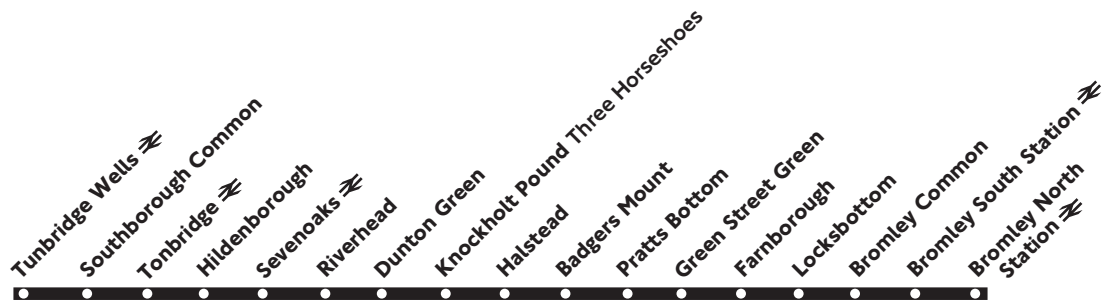 Tunbridge Wells
Southborough Common
Tonbridge
Hildenborough
Sevenoaks
Riverhead
Dunton Green
Knockholt Pound Three Horseshoes
Halstead
Badgers Mount
Pratts Bottom
Green Street Green
Farnborough
Locksbottom
Bromley Common
Bromley South Station
Bromley North
Station